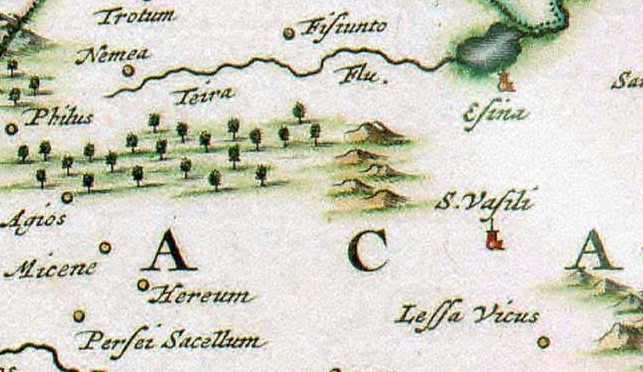 Trotum
Fiſiunto
Nemea
Flu.
Teira
Eſina
Philus
Agios
S. Vaſili
Micene
A C A
Hereum
Leſſa Vicus
Perſei Sacellum